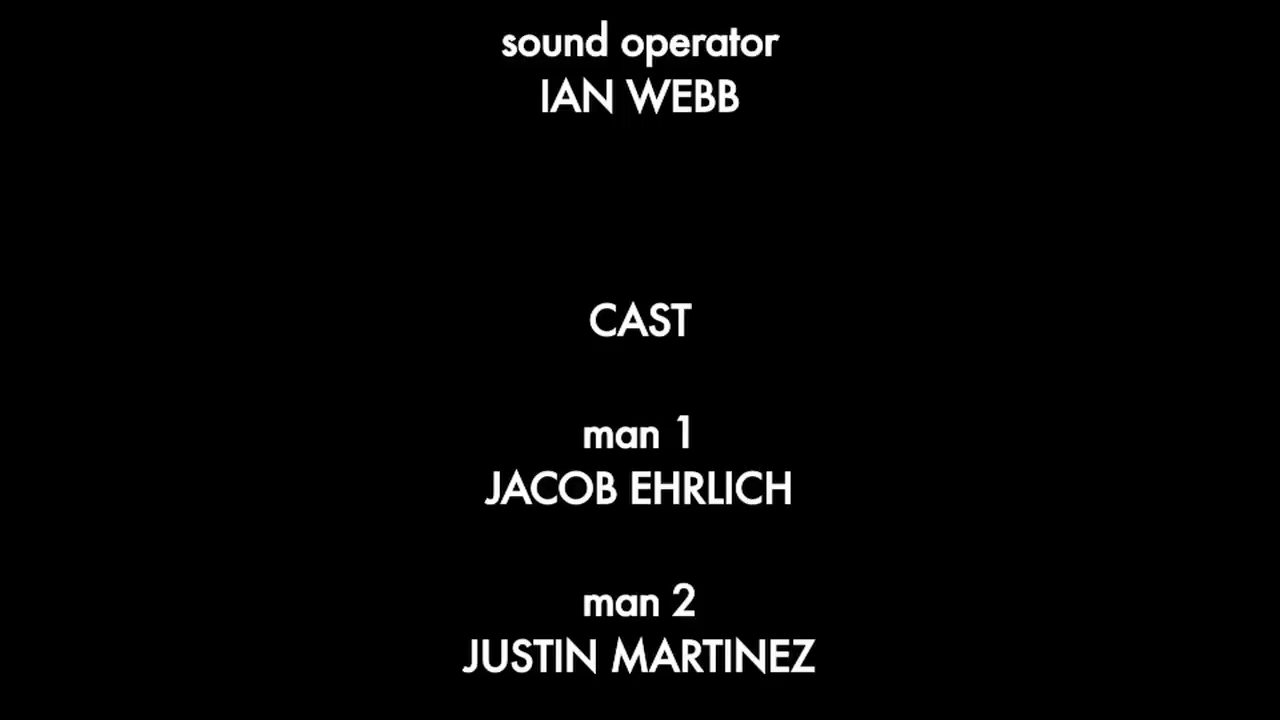 sound operator
IAN WEBB
CAST
man 1
JACOB EHRLICH
man 2
JUSTIN MARTINEZ